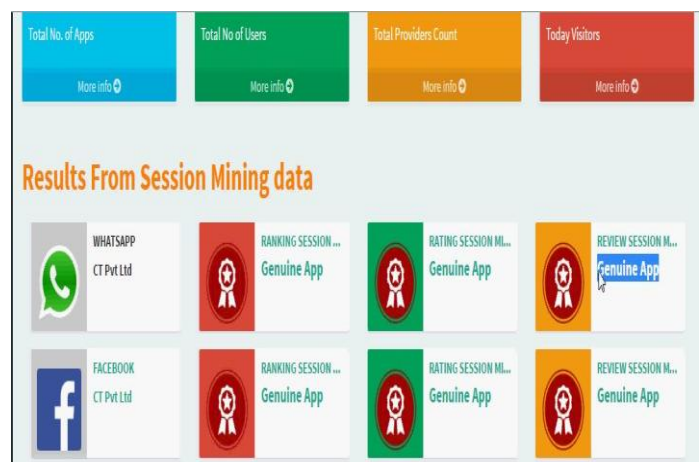 Total No. of Apps
Total No of Users
Total Providers Count
Today Visitors
More info
More info
More info
More info
Results From Session Mining data
WHATSAPP
CT Pvt Ltd
RANKING SESSION ...
Genuine App
RATING SESSION MI...
Genuine App
REVIEW SESSION M...
Genuine App
FACEBOOK
CT Pvt Ltd
RANKING SESSION ...
Genuine App
RATING SESSION MI...
Genuine App
REVIEW SESSION M...
Genuine App